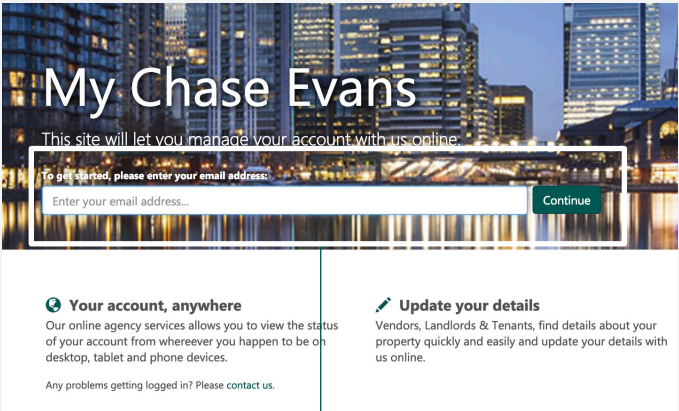 My Chase Evans
This site will let you manage your account with us online.
To get started, please enter your email address:
Enter your email address...
Continue
Your account, anywhere
Our online agency services allows you to view the status
of your account from whereever you happen to be on
desktop, tablet and phone devices.
Any problems getting logged in? Please contact us.
Update your details
Vendors, Landlords & Tenants, find details about your
property quickly and easily and update your details with
us online.